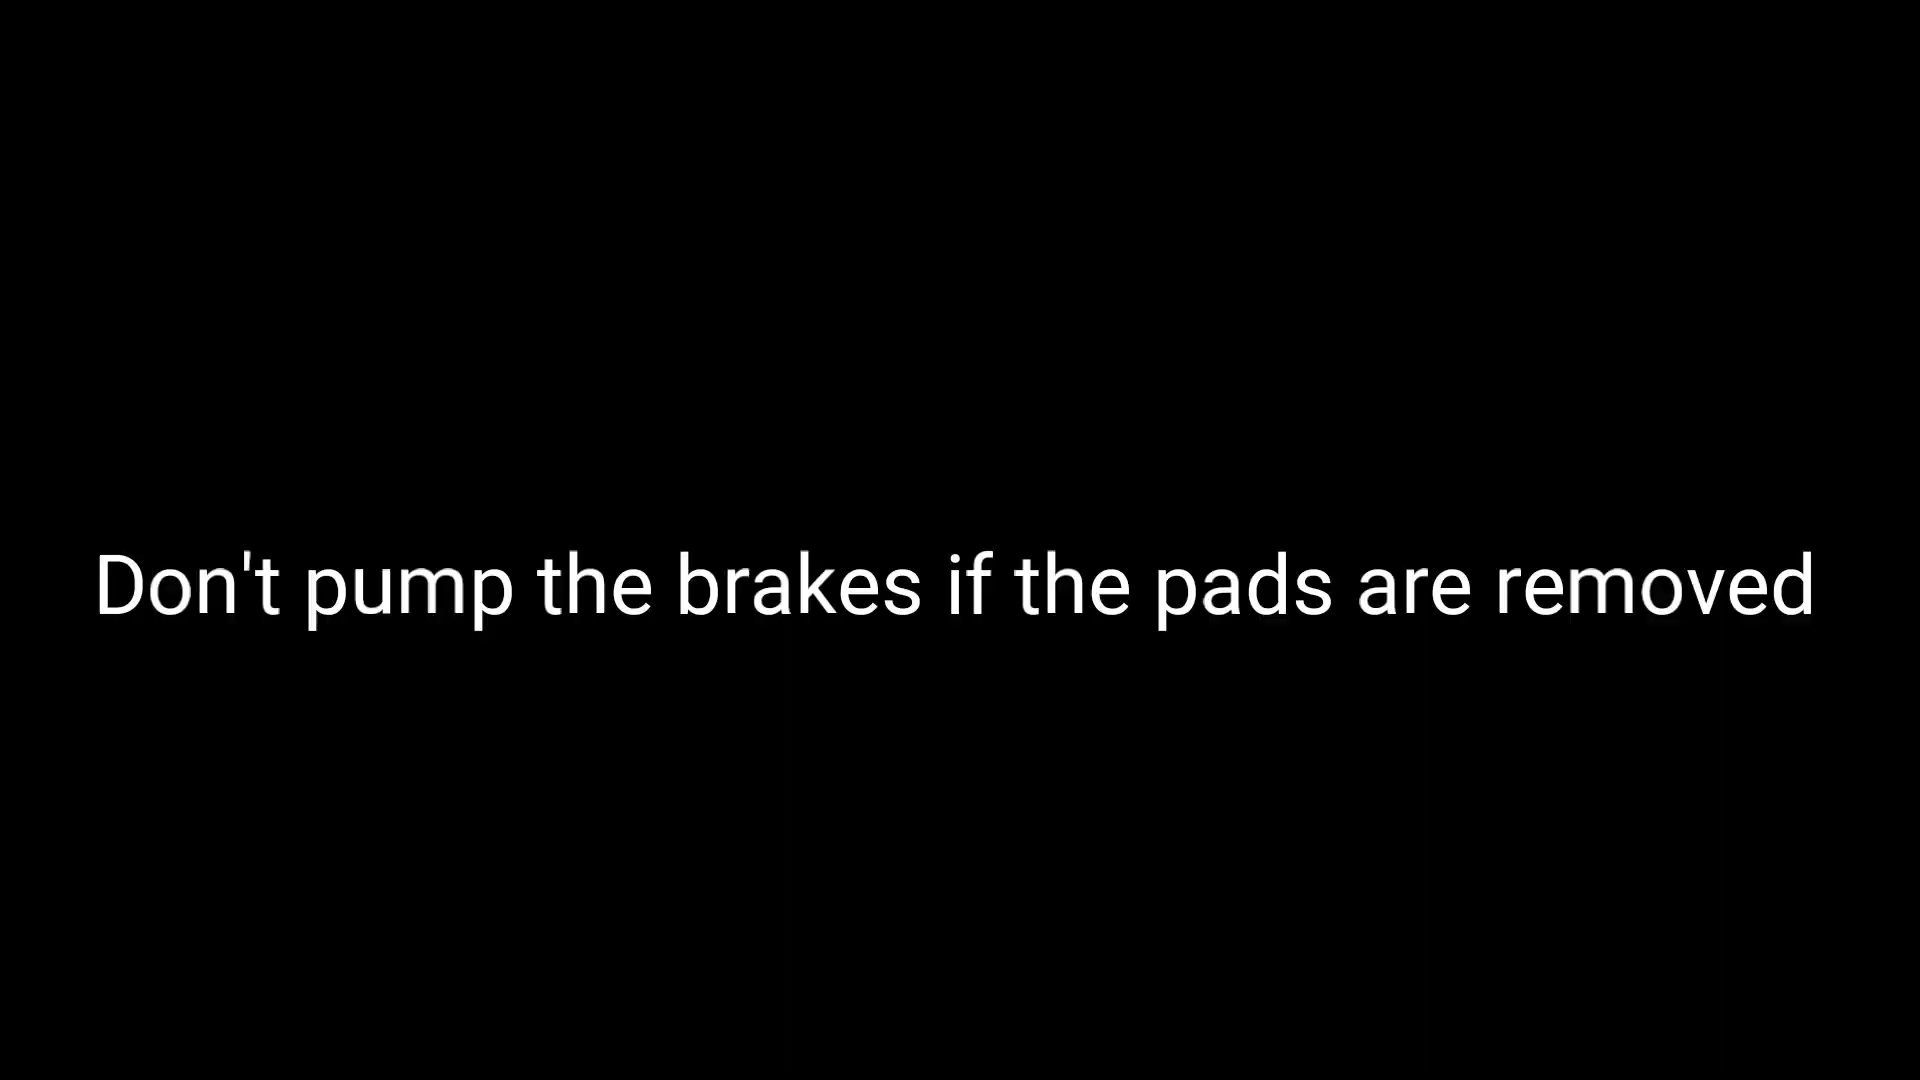 Don't pump the brakes if the pads are removed